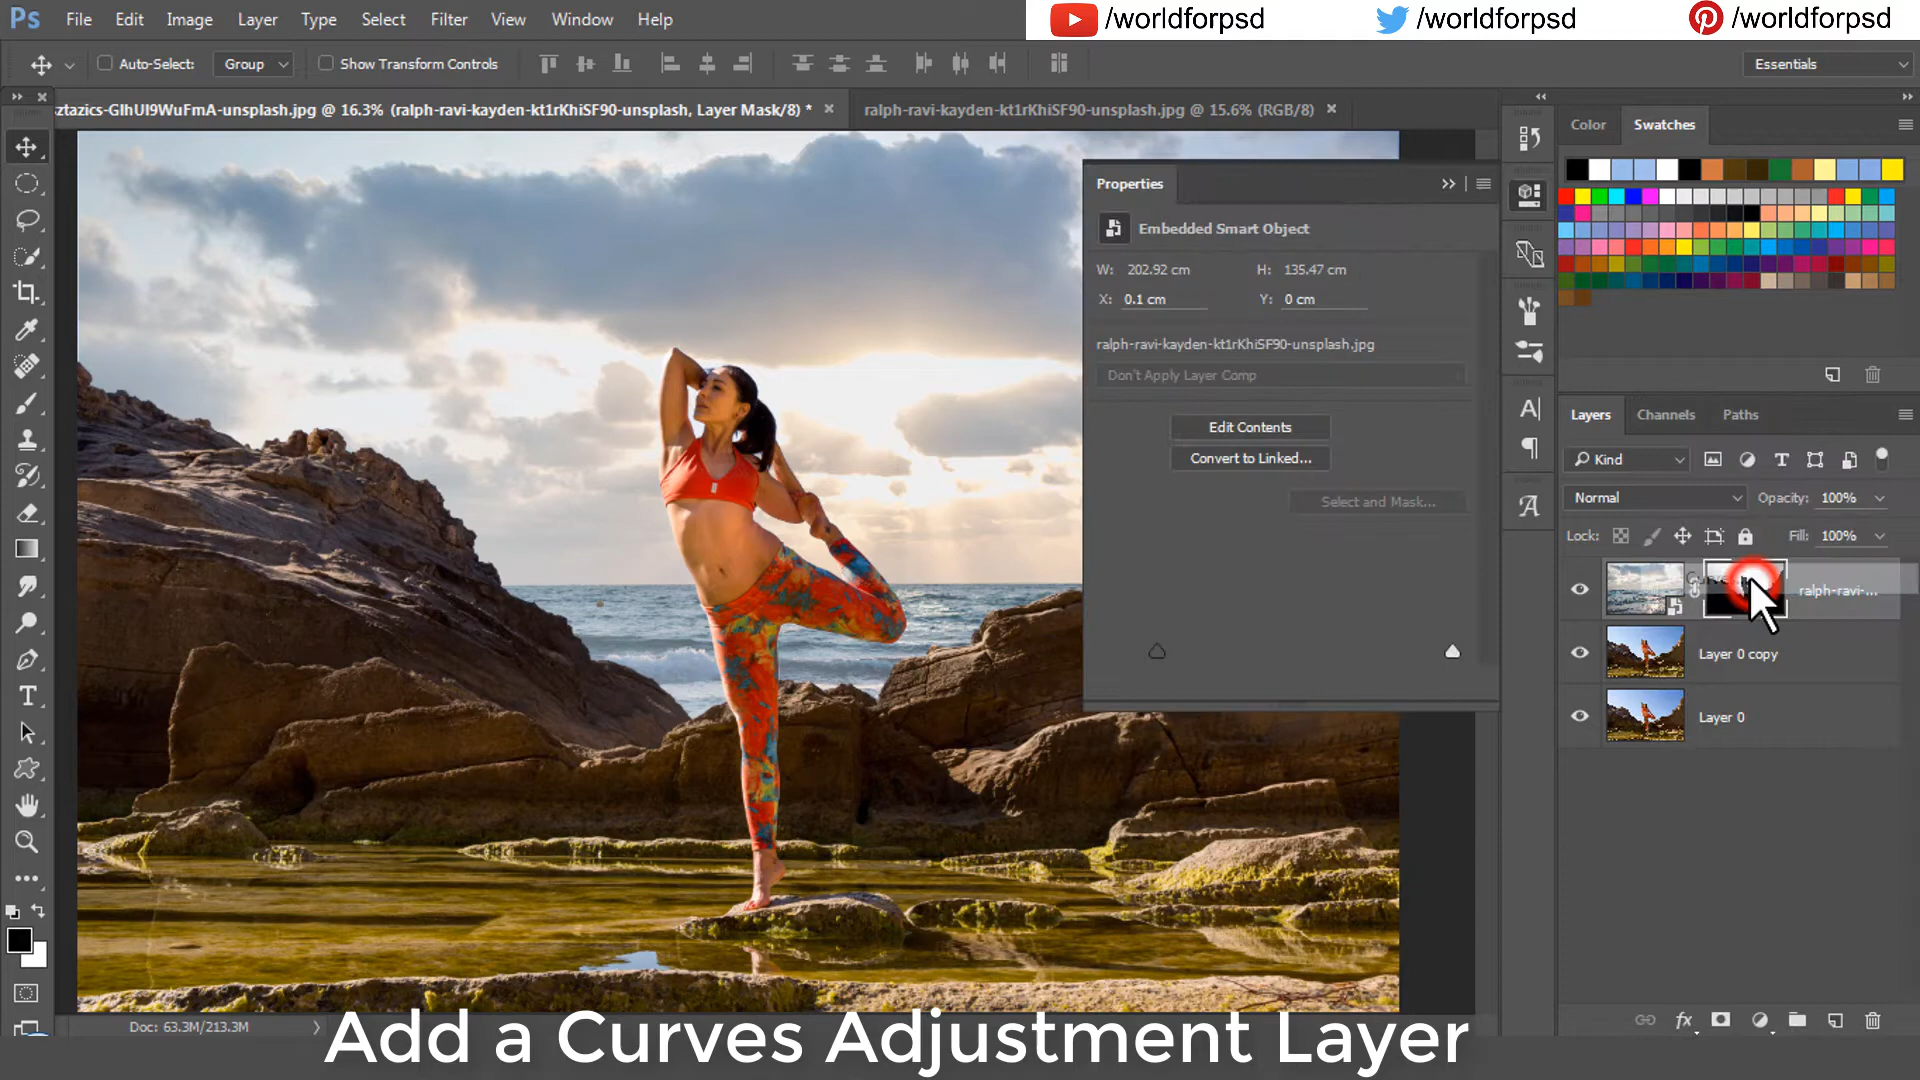 Ps File Edit Image Layer Type Select Filter View Window Help
/worldforpsd /worldforpsd /worldforpsd
Auto-Select: Group Show Transform Controls Essentials
ztazics-GlhUI9WuFmA-unsplash.jpg @ 16.3% (ralph-ravi-kayden-kt1rKhiSF90-unsplash, Layer Mask/8) * ralph-ravi-kayden-kt1rKhiSF90-unsplash.jpg @ 15.6% (RGB/8)
Color Swatches
Properties
Embedded Smart Object
W: 202.92 cm H: 135.47 cm
X: 0.1 cm Y: 0 cm
ralph-ravi-kayden-kt1rKhiSF90-unsplash.jpg
Don't Apply Layer Comp
Edit Contents
Convert to Linked...
Select and Mask...
Layers Channels Paths
Kind
Normal Opacity: 100%
Lock: Fill: 100%
ralph-ravi-...
Layer 0 copy
Layer 0
Doc: 63.3M/213.3M
Add a Curves Adjustment Layer